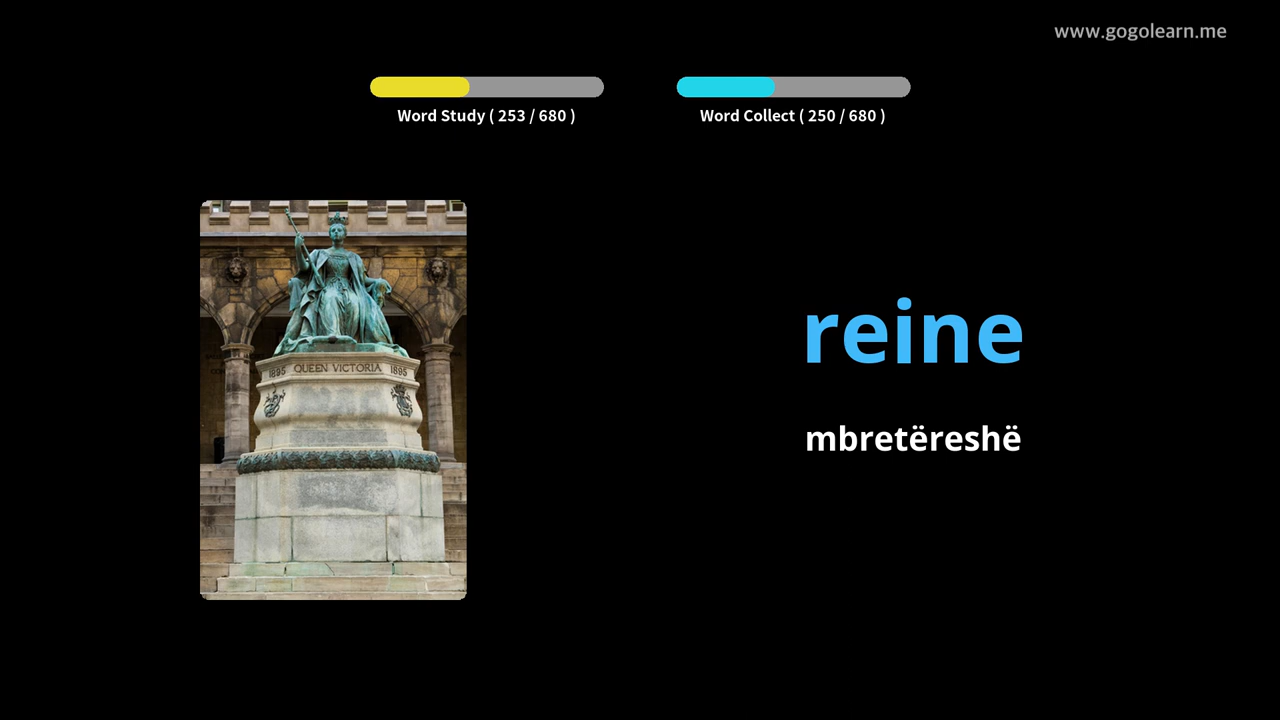 www.gogolearn.me
Word Study ( 253 / 680 )
Word Collect ( 250 / 680 )
1895 QUEEN VICTORIA 1895
reine
mbretëreshë